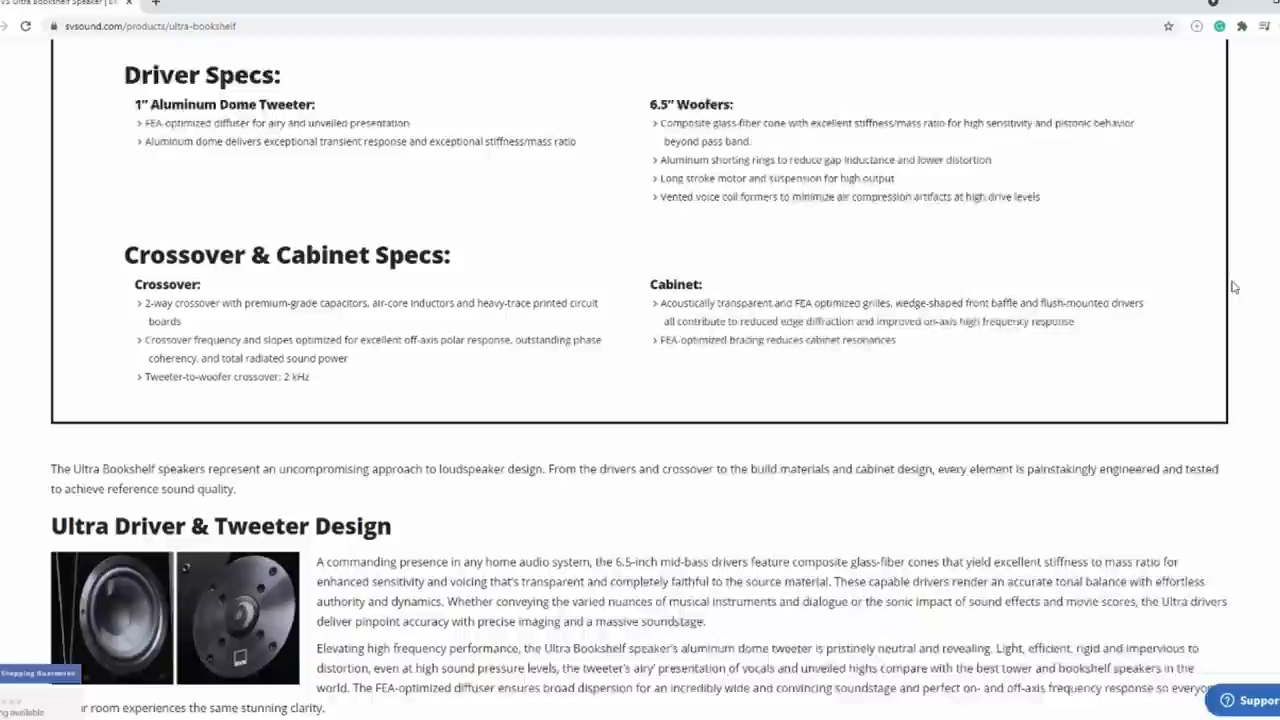 svsound.com/products/ultra-bookshelf
Driver Specs:
1" Aluminum Dome Tweeter:
› FEA-optimized diffuser for airy and unveiled presentation
› Aluminum dome delivers exceptional transient response and exceptional stiffness/mass ratio
6.5" Woofers:
› Composite glass-fiber cone with excellent stiffness/mass ratio for high sensitivity and pistonic behavior
beyond pass band.
› Aluminum shorting rings to reduce gap inductance and lower distortion
› Long stroke motor and suspension for high output
› Vented voice coil formers to minimize air compression artifacts at high drive levels
Crossover & Cabinet Specs:
Crossover:
› 2-way crossover with premium-grade capacitors, air-core inductors and heavy-trace printed circuit
boards
› Crossover frequency and slopes optimized for excellent off-axis polar response, outstanding phase
coherency, and total radiated sound power
› Tweeter-to-woofer crossover: 2 kHz
Cabinet:
› Acoustically transparent and FEA optimized grilles, wedge-shaped front baffle and flush-mounted drivers
all contribute to reduced edge diffraction and improved on-axis high frequency response
› FEA-optimized bracing reduces cabinet resonances
The Ultra Bookshelf speakers represent an uncompromising approach to loudspeaker design. From the drivers and crossover to the build materials and cabinet design, every element is painstakingly engineered and tested
to achieve reference sound quality.
Ultra Driver & Tweeter Design
A commanding presence in any home audio system, the 6.5-inch mid-bass drivers feature composite glass-fiber cones that yield excellent stiffness to mass ratio for
enhanced sensitivity and voicing that's transparent and completely faithful to the source material. These capable drivers render an accurate tonal balance with effortless
authority and dynamics. Whether conveying the varied nuances of musical instruments and dialogue or the sonic impact of sound effects and movie scores, the Ultra drivers
deliver pinpoint accuracy with precise imaging and a massive soundstage.
Elevating high frequency performance, the Ultra Bookshelf speaker's aluminum dome tweeter is pristinely neutral and revealing. Light, efficient, rigid and impervious to
distortion, even at high sound pressure levels, the tweeter's airy' presentation of vocals and unveiled highs compare with the best tower and bookshelf speakers in the
world. The FEA-optimized diffuser ensures broad dispersion for an incredibly wide and convincing soundstage and perfect on- and off-axis frequency response so everyo
r room experiences the same stunning clarity.
Shopping Guarantees
ng available
Suppor